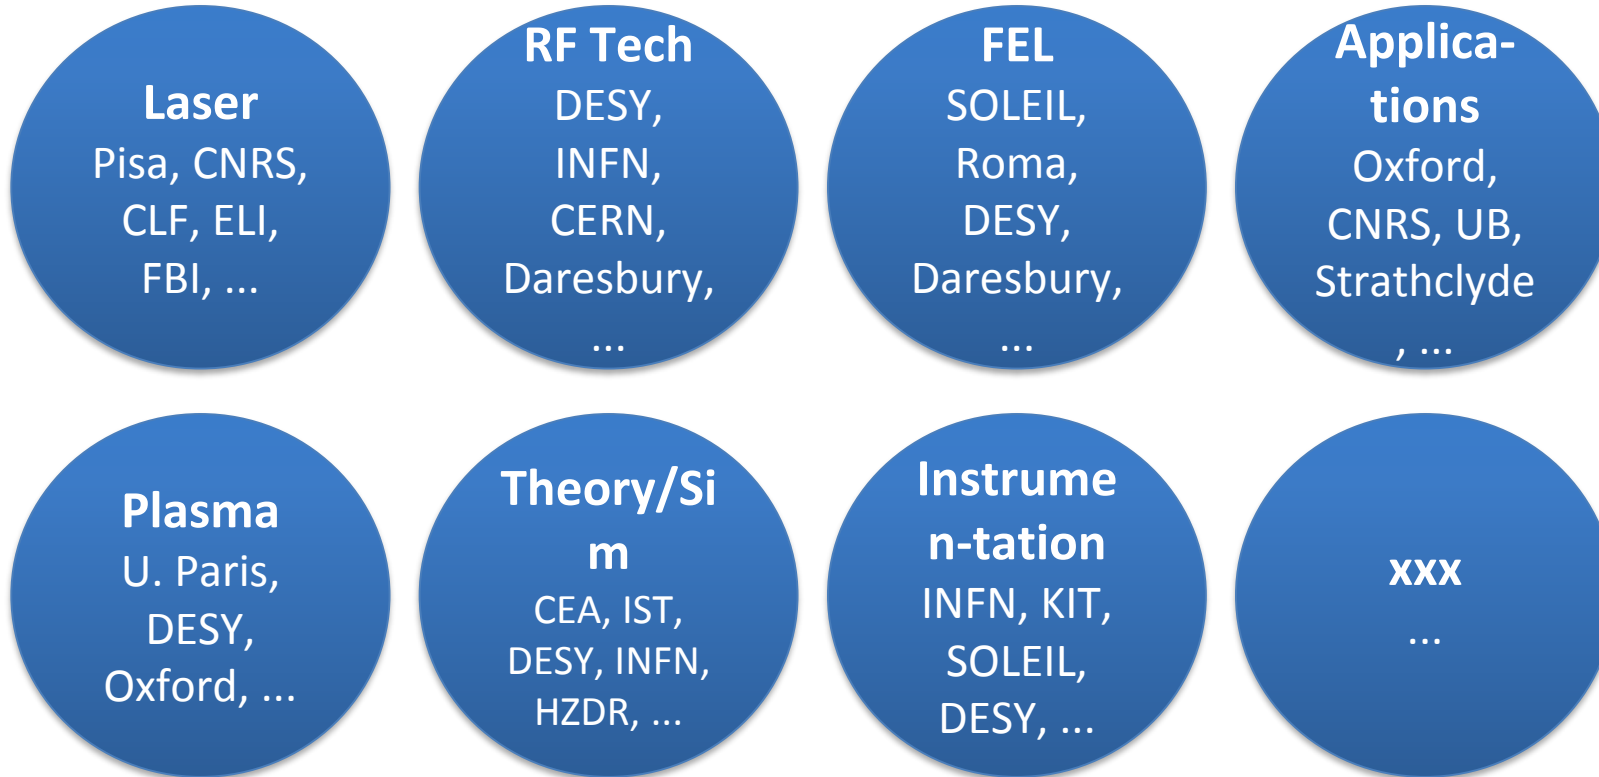 Laser
Pisa, CNRS,
CLF, ELI,
FBI, ...
RF Tech
DESY,
INFN,
CERN,
Daresbury,
...
FEL
SOLEIL,
Roma,
DESY,
Daresbury,
...
Applica-
tions
Oxford,
CNRS, UB,
Strathclyde
, ...
Plasma
U. Paris,
DESY,
Oxford, ...
Theory/Si
m
CEA, IST,
DESY, INFN,
HZDR, ...
Instrume
n-tation
INFN, KIT,
SOLEIL,
DESY, ...
xxx
...